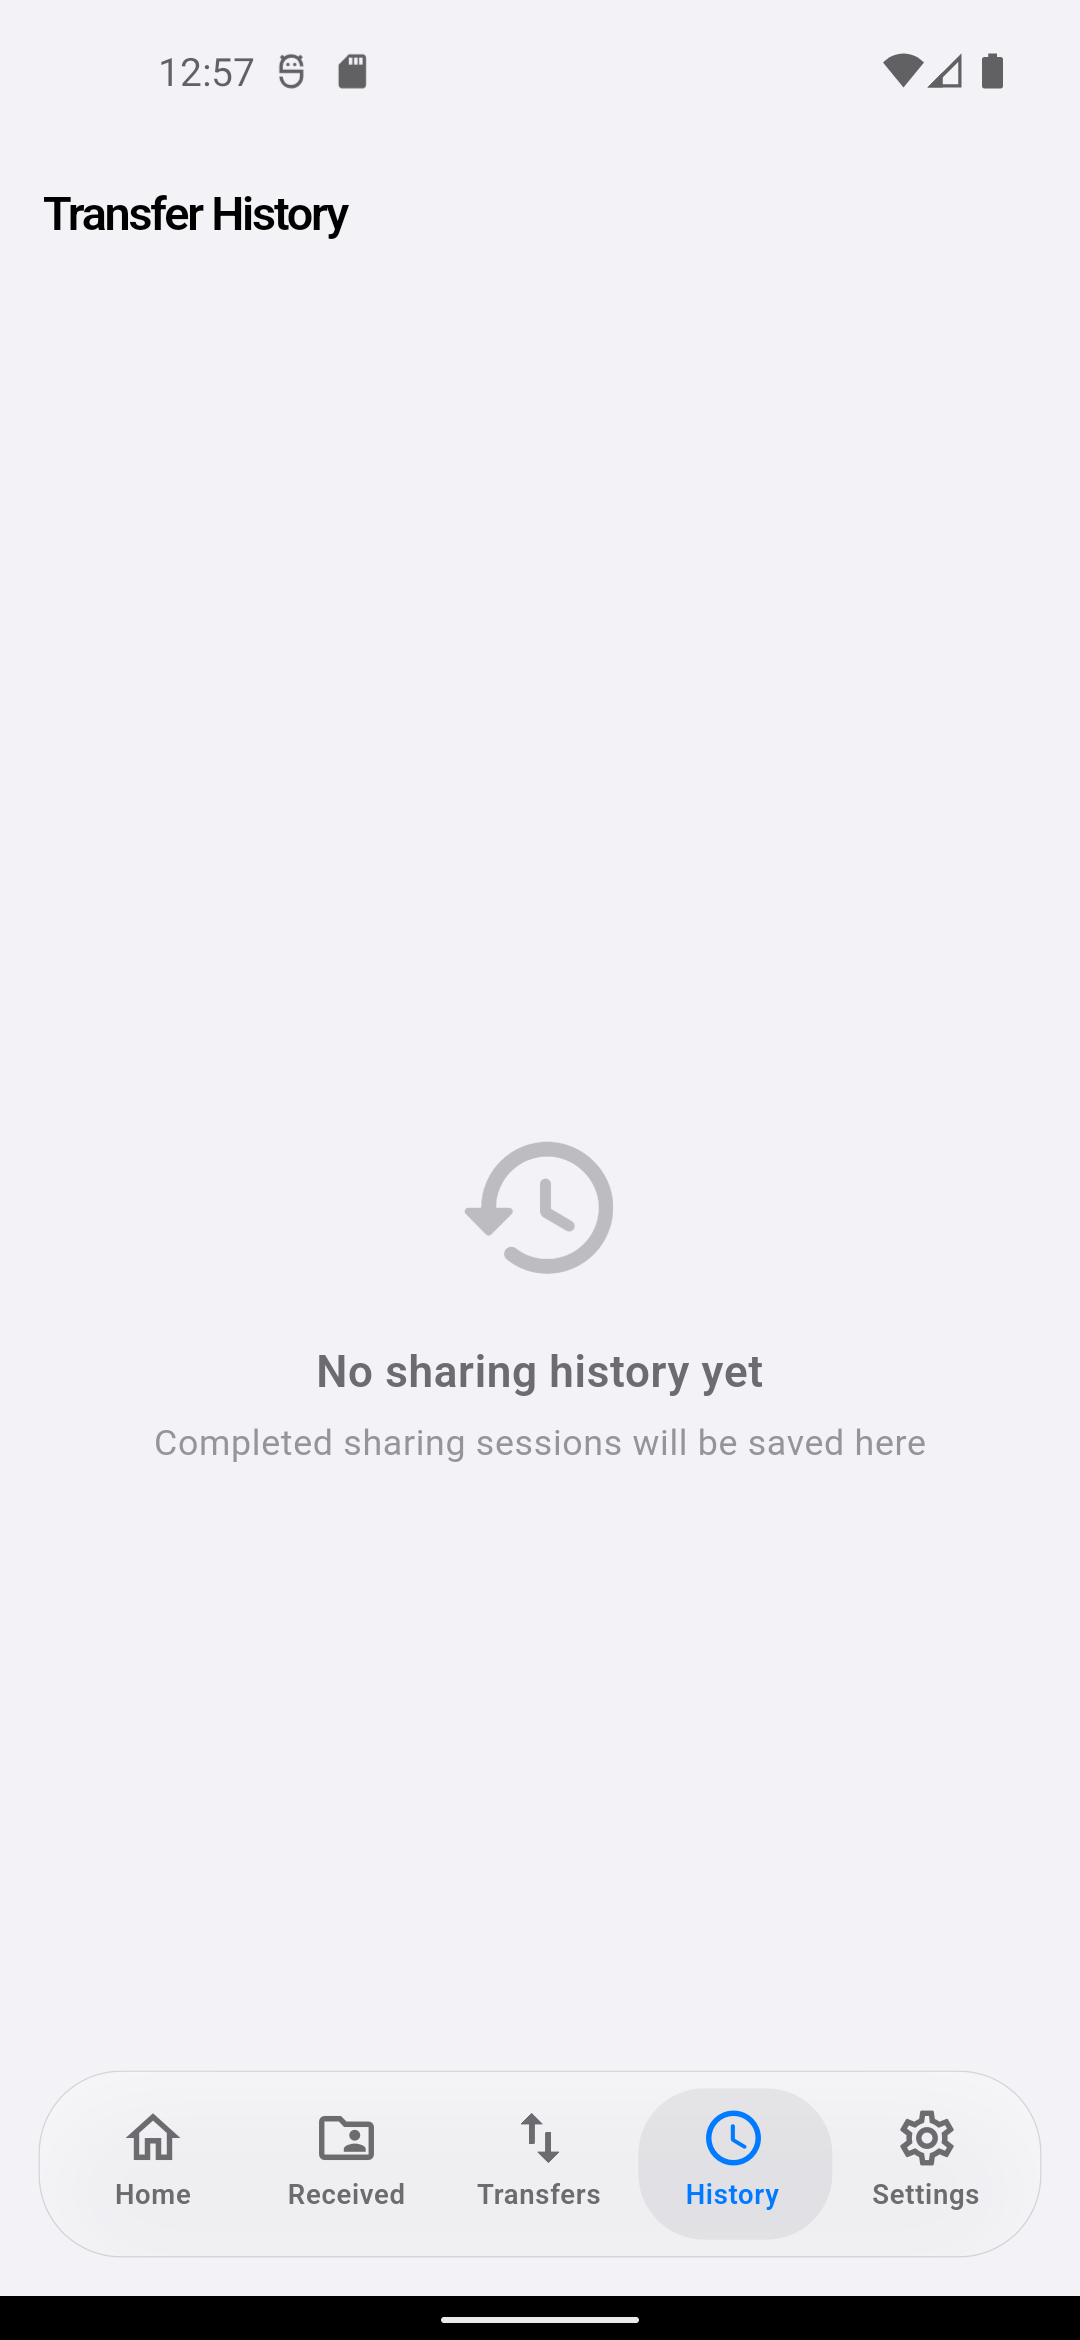 12:57
Transfer History
No sharing history yet
Completed sharing sessions will be saved here
Home
Received
Transfers
History
Settings